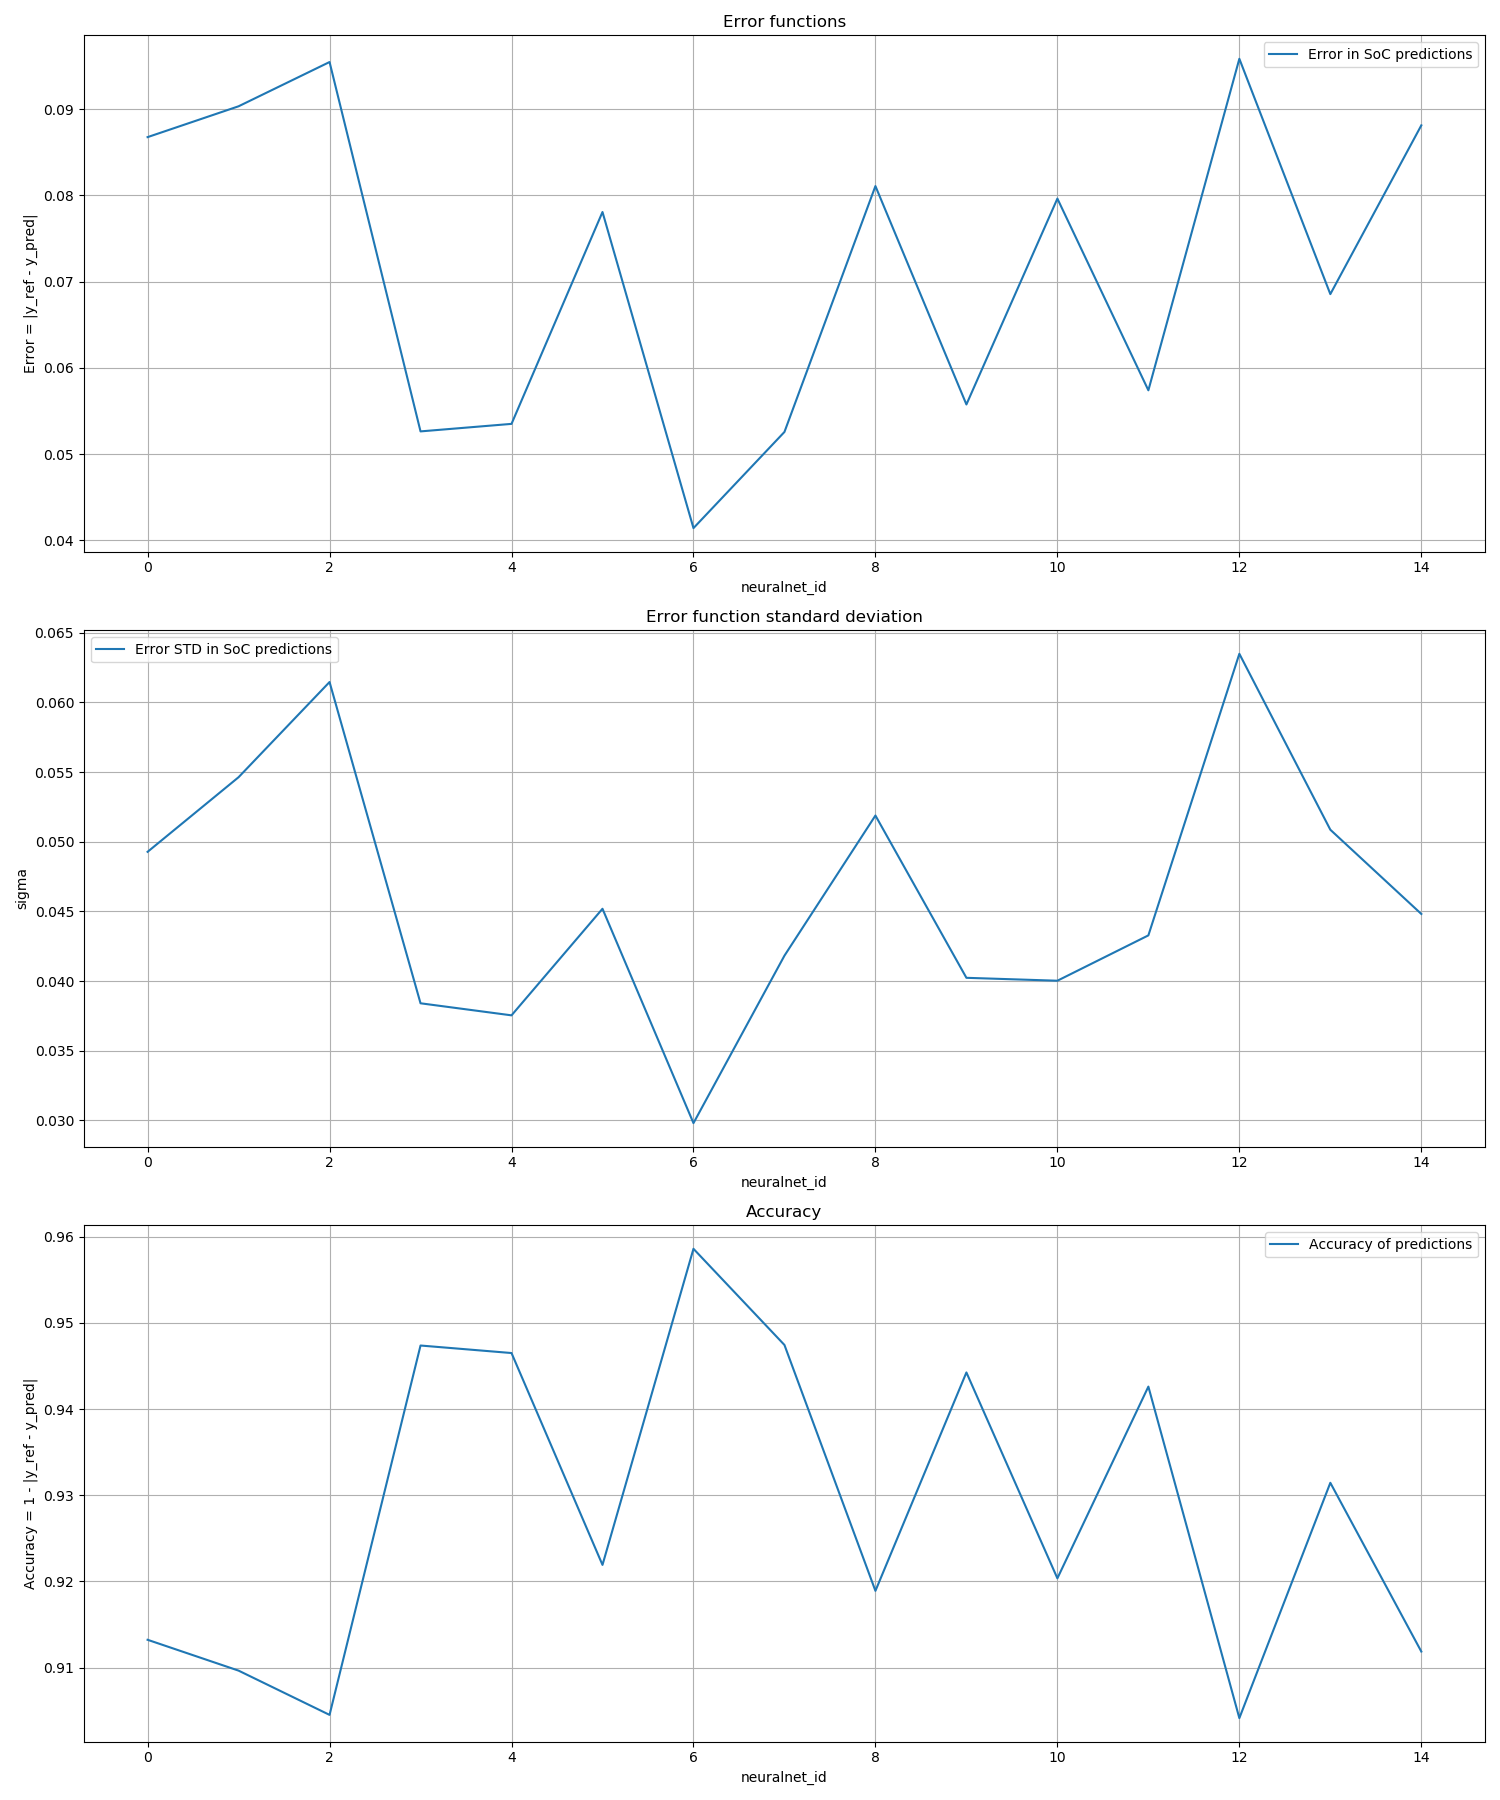 Error functions
Error in SoC predictions
Error = |y_ref - y_pred|
0.09
0.08
0.07
0.06
0.05
0.04
0 2 4 6 8 10 12 14
neuralnet_id
Error function standard deviation
Error STD in SoC predictions
sigma
0.065
0.060
0.055
0.050
0.045
0.040
0.035
0.030
0 2 4 6 8 10 12 14
neuralnet_id
Accuracy
Accuracy of predictions
Accuracy = 1 - |y_ref - y_pred|
0.96
0.95
0.94
0.93
0.92
0.91
0 2 4 6 8 10 12 14
neuralnet_id